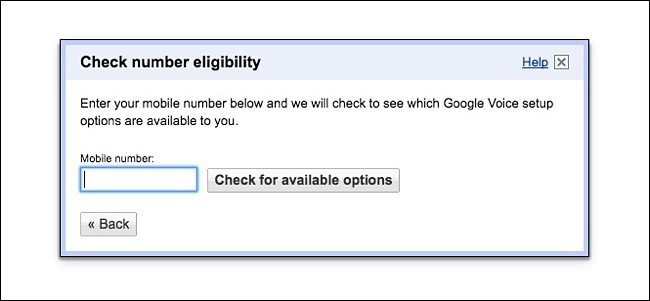 Check number eligibility
Help
Enter your mobile number below and we will check to see which Google Voice setup
options are available to you.
Mobile number:
Check for available options
« Back